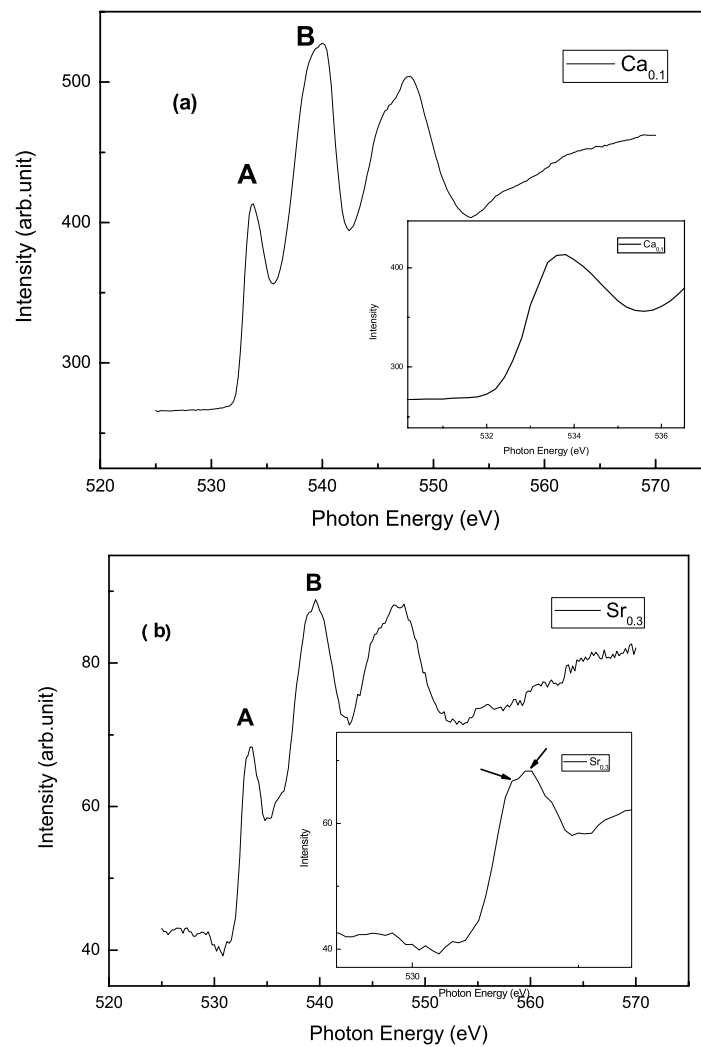 B
Ca0.1
500
(a)
A
400
Intensity (arb.unit)
300
Ca0.1
400
Intensity
300
532 534 536
Photon Energy (eV)
520 530 540 550 560 570
Photon Energy (eV)
B
Sr0.3
( b)
80
A
Intensity (arb.unit)
60
40
Sr0.3
60
Intensity
40
530
Photon Energy (eV)
520 530 540 550 560 570
Photon Energy (eV)